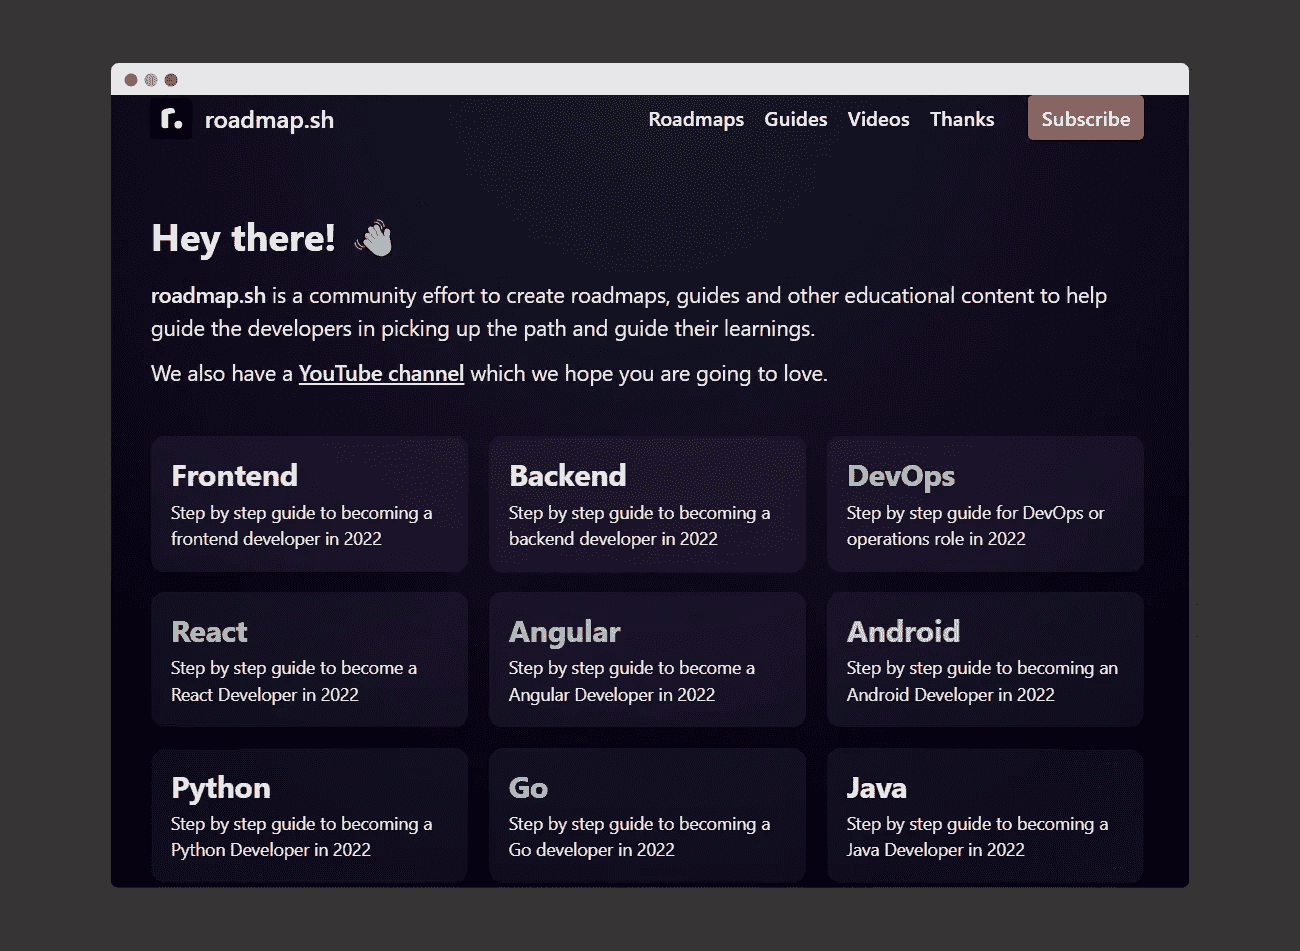 roadmap.sh
Roadmaps Guides Videos Thanks Subscribe
Hey there! 👋
roadmap.sh is a community effort to create roadmaps, guides and other educational content to help
guide the developers in picking up the path and guide their learnings.
We also have a YouTube channel which we hope you are going to love.
Frontend
Step by step guide to becoming a
frontend developer in 2022
Backend
Step by step guide to becoming a
backend developer in 2022
DevOps
Step by step guide for DevOps or
operations role in 2022
React
Step by step guide to become a
React Developer in 2022
Angular
Step by step guide to become a
Angular Developer in 2022
Android
Step by step guide to becoming an
Android Developer in 2022
Python
Step by step guide to becoming a
Python Developer in 2022
Go
Step by step guide to becoming a
Go developer in 2022
Java
Step by step guide to becoming a
Java Developer in 2022